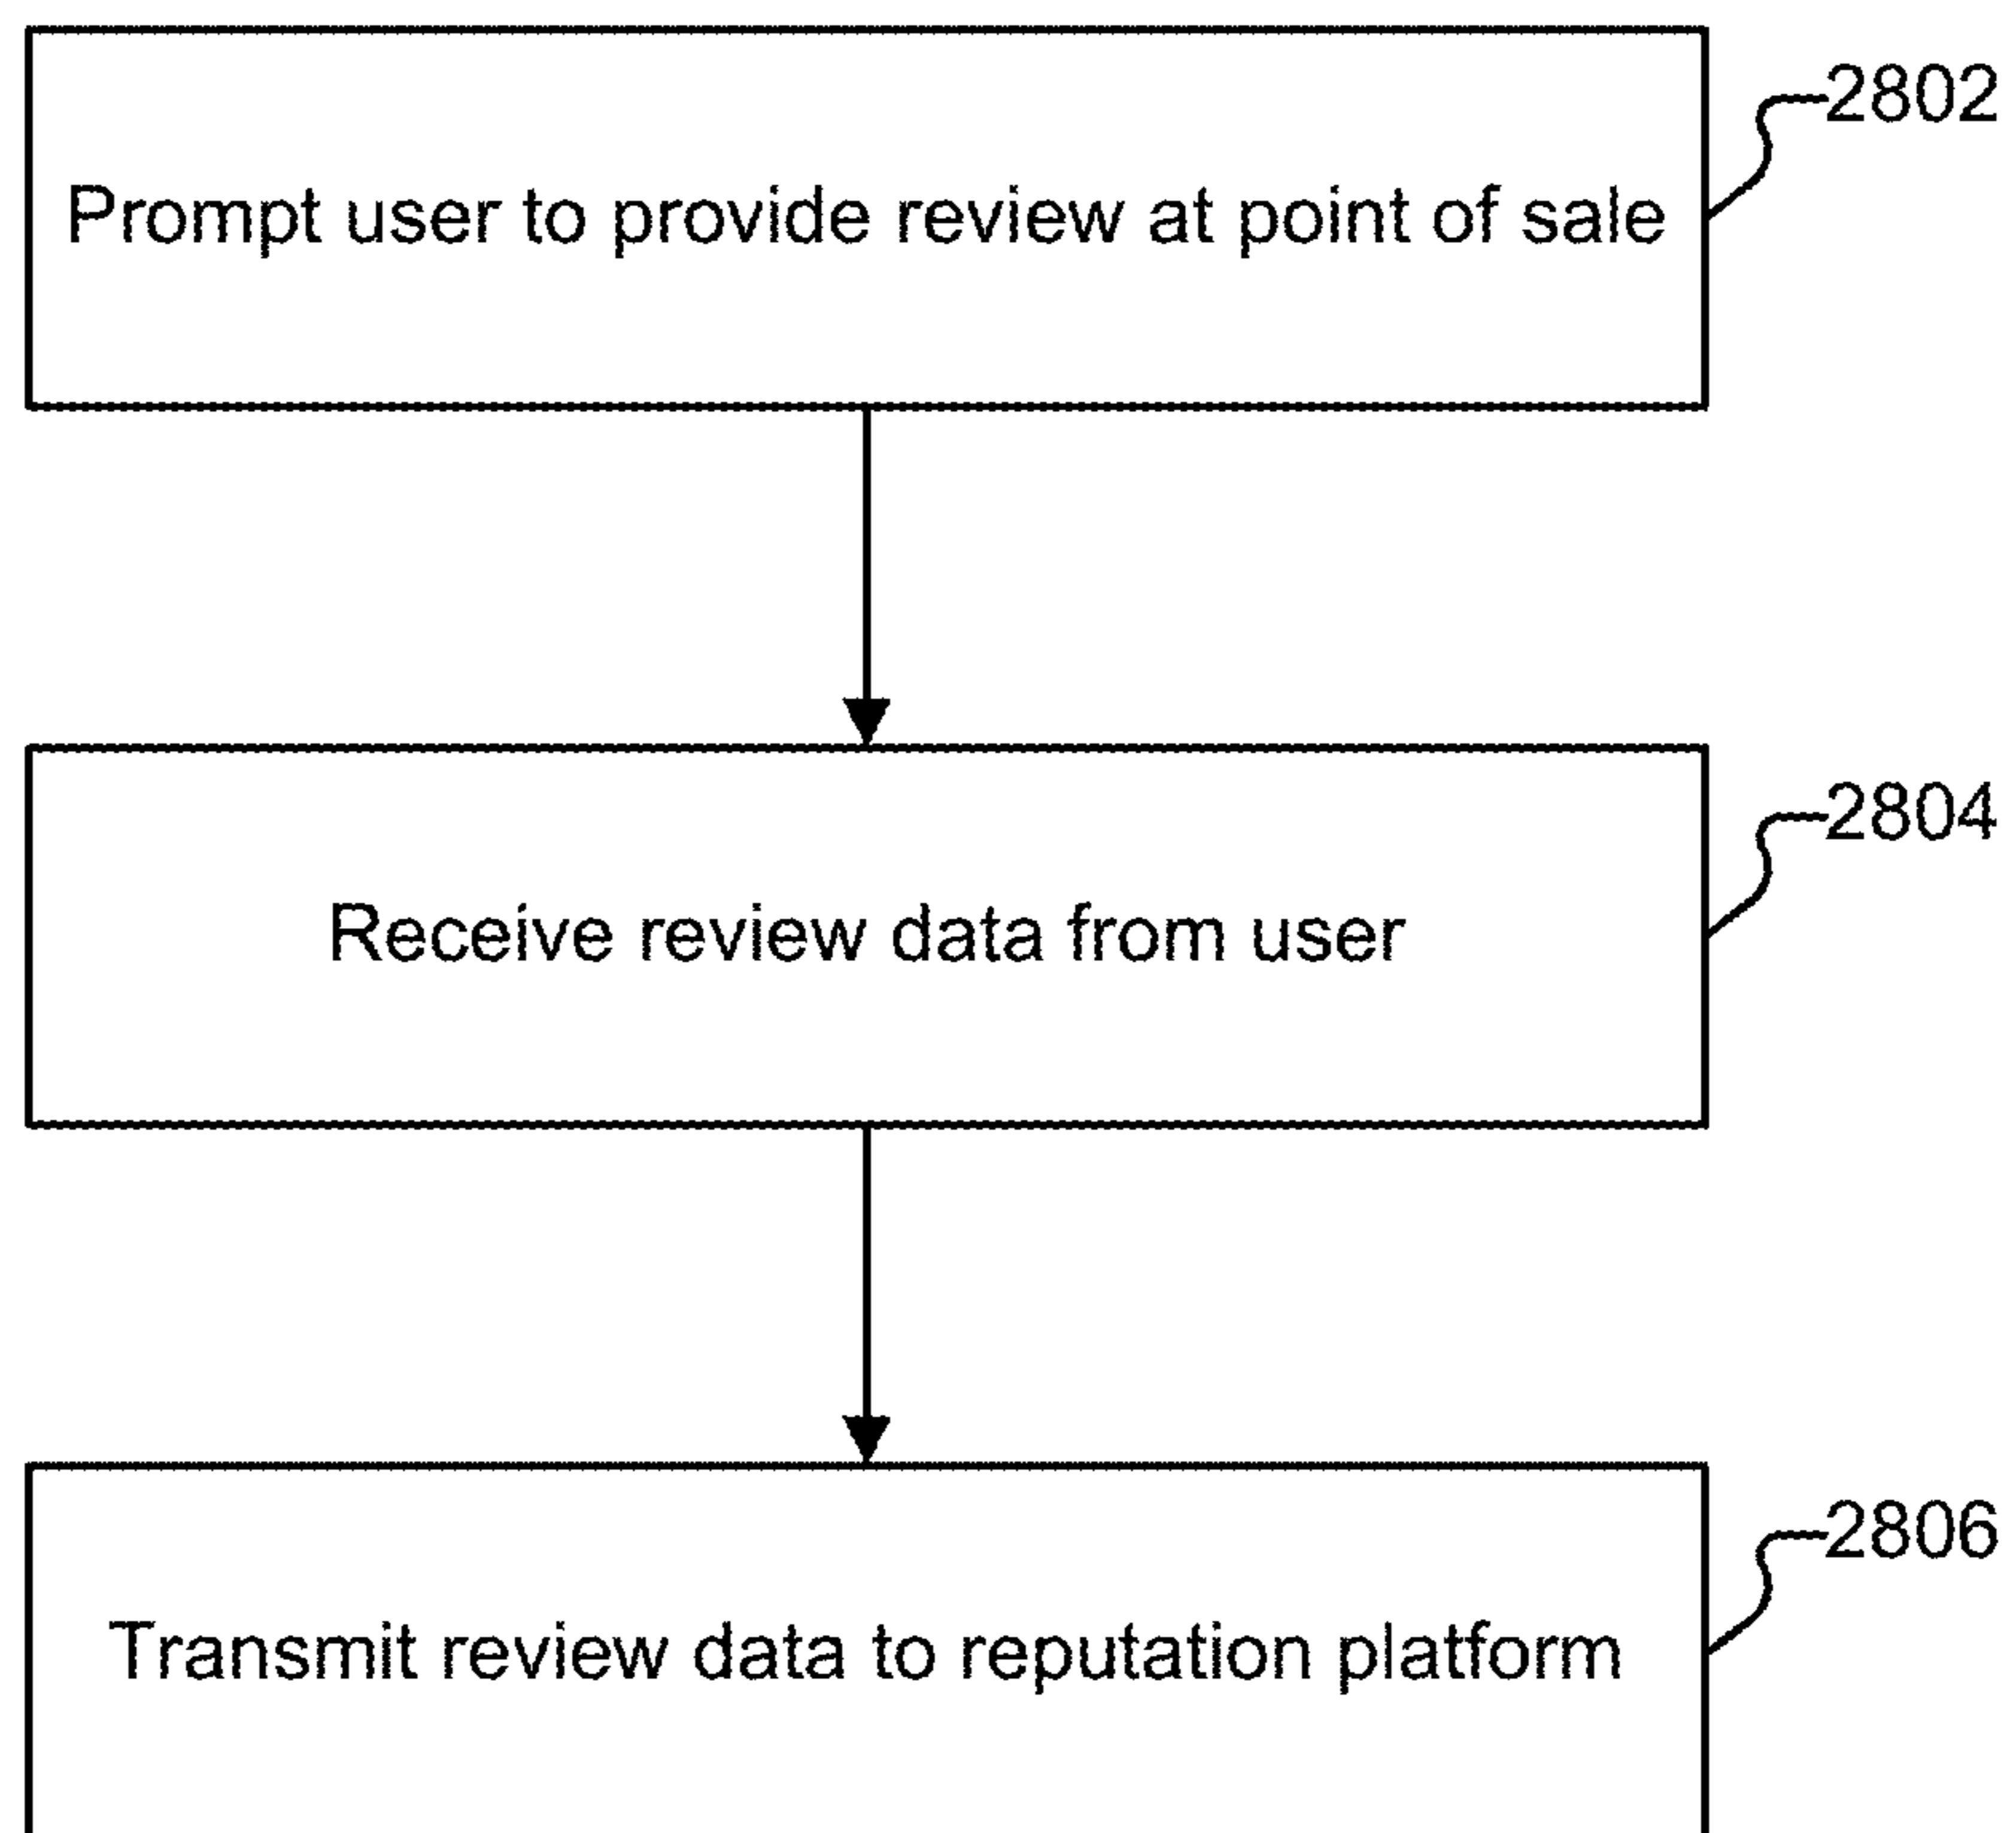 2802
Prompt user to provide review at point of sale
2804
Receive review data from user
2806
Transmit review data to reputation platform